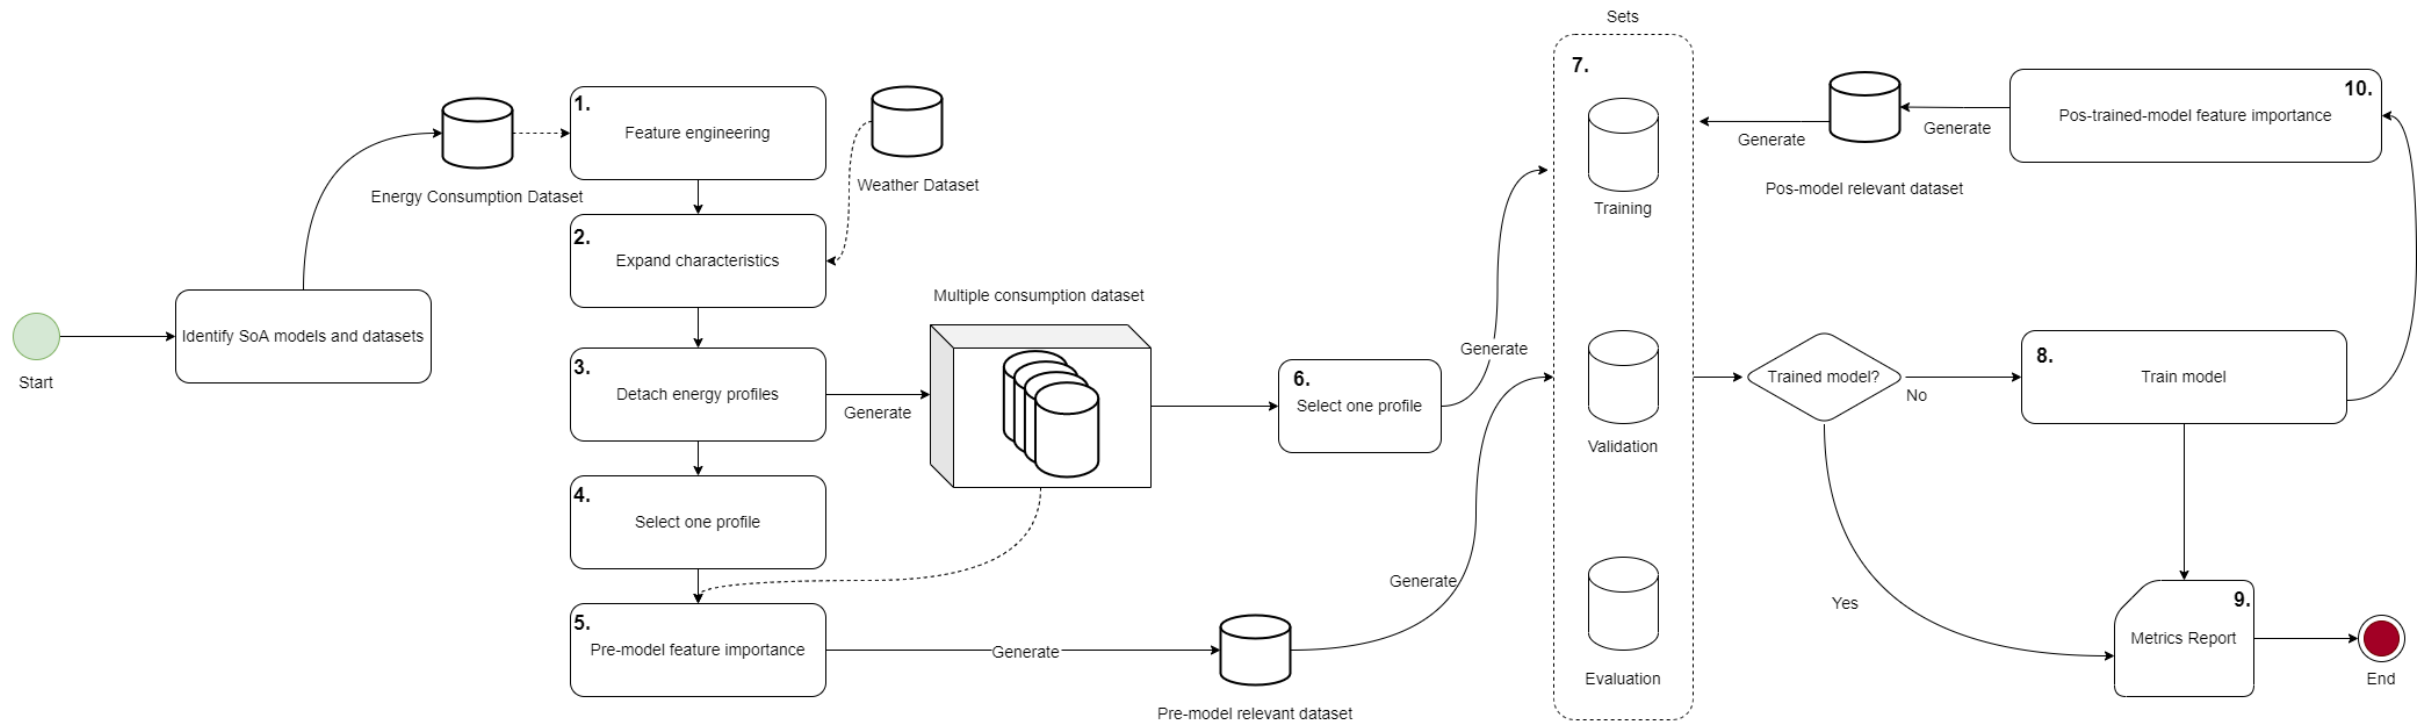 Start
Identify SoA models and datasets
Energy Consumption Dataset
1.
Feature engineering
Weather Dataset
2.
Expand characteristics
3.
Detach energy profiles
Generate
Multiple consumption dataset
4.
Select one profile
5.
Pre-model feature importance
Generate
Pre-model relevant dataset
Generate
6.
Select one profile
Generate
Sets
7.
Training
Validation
Evaluation
Trained model?
No
Yes
8.
Train model
9.
Metrics Report
End
10.
Pos-trained-model feature importance
Generate
Pos-model relevant dataset
Generate